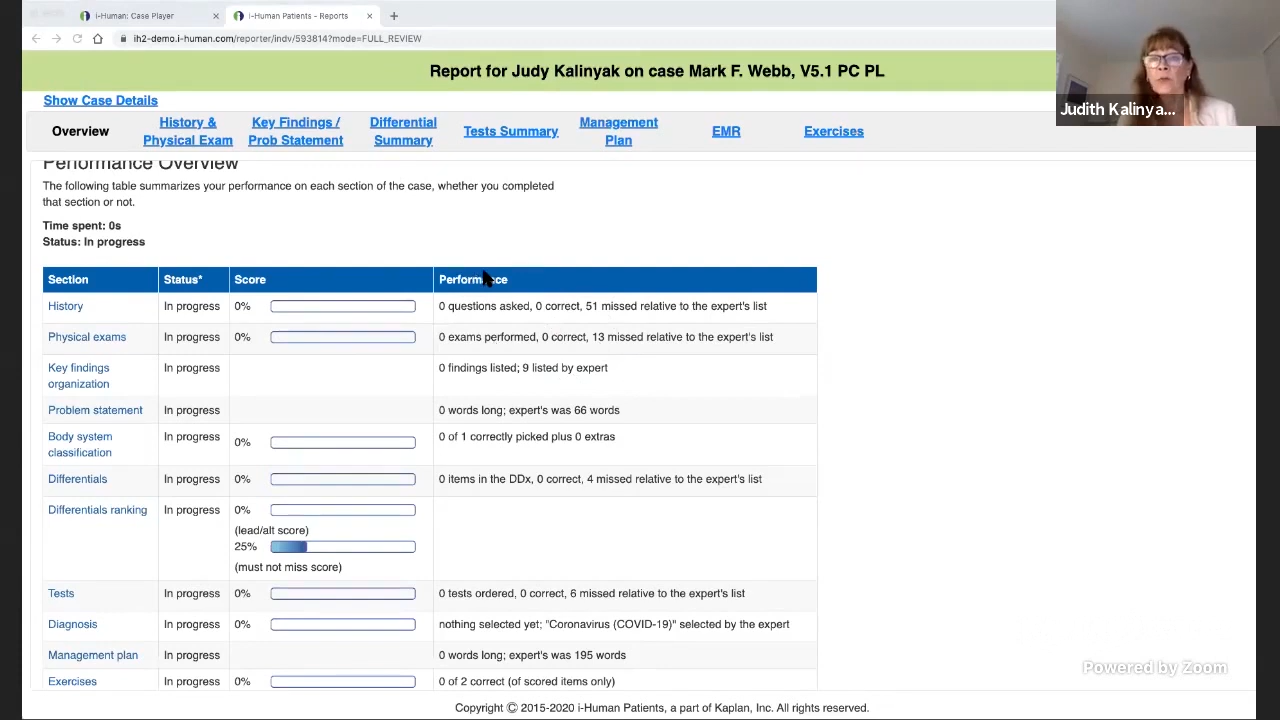 i-Human: Case Player
i-Human Patients - Reports
ih2-demo.i-human.com/reporter/indv/593814?mode=FULL_REVIEW
Report for Judy Kalinyak on case Mark F. Webb, V5.1 PC PL
Judith Kalinya...
Show Case Details
Overview
History &
Physical Exam
Key Findings /
Prob Statement
Differential
Summary
Tests Summary
Management
Plan
EMR
Exercises
Performance Overview
The following table summarizes your performance on each section of the case, whether you completed
that section or not.
Time spent: 0s
Status: In progress
Section Status* Score Performance
History In progress 0% 0 questions asked, 0 correct, 51 missed relative to the expert's list
Physical exams In progress 0% 0 exams performed, 0 correct, 13 missed relative to the expert's list
Key findings In progress 0 findings listed; 9 listed by expert
organization
Problem statement In progress 0 words long; expert's was 66 words
Body system In progress 0% 0 of 1 correctly picked plus 0 extras
classification
Differentials In progress 0% 0 items in the DDx, 0 correct, 4 missed relative to the expert's list
Differentials ranking In progress 0%
(lead/alt score)
25%
(must not miss score)
Tests In progress 0% 0 tests ordered, 0 correct, 6 missed relative to the expert's list
Diagnosis In progress 0% nothing selected yet; "Coronavirus (COVID-19)" selected by the expert
Management plan In progress 0 words long; expert's was 195 words
Exercises In progress 0% 0 of 2 correct (of scored items only)
Powered by Zoom
Copyright © 2015-2020 i-Human Patients, a part of Kaplan, Inc. All rights reserved.